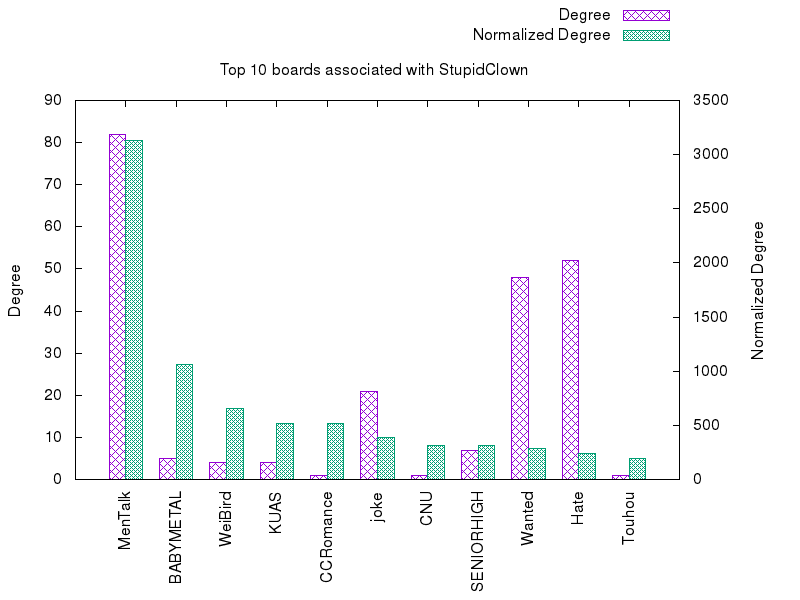 Degree
Normalized Degree
Top 10 boards associated with StupidClown
90
80
70
60
50
40
30
20
10
0
Degree
3500
3000
2500
2000
1500
1000
500
0
Normalized Degree
MenTalk
BABYMETAL
WeiBird
KUAS
CCRomance
joke
CNU
SENIORHIGH
Wanted
Hate
Touhou